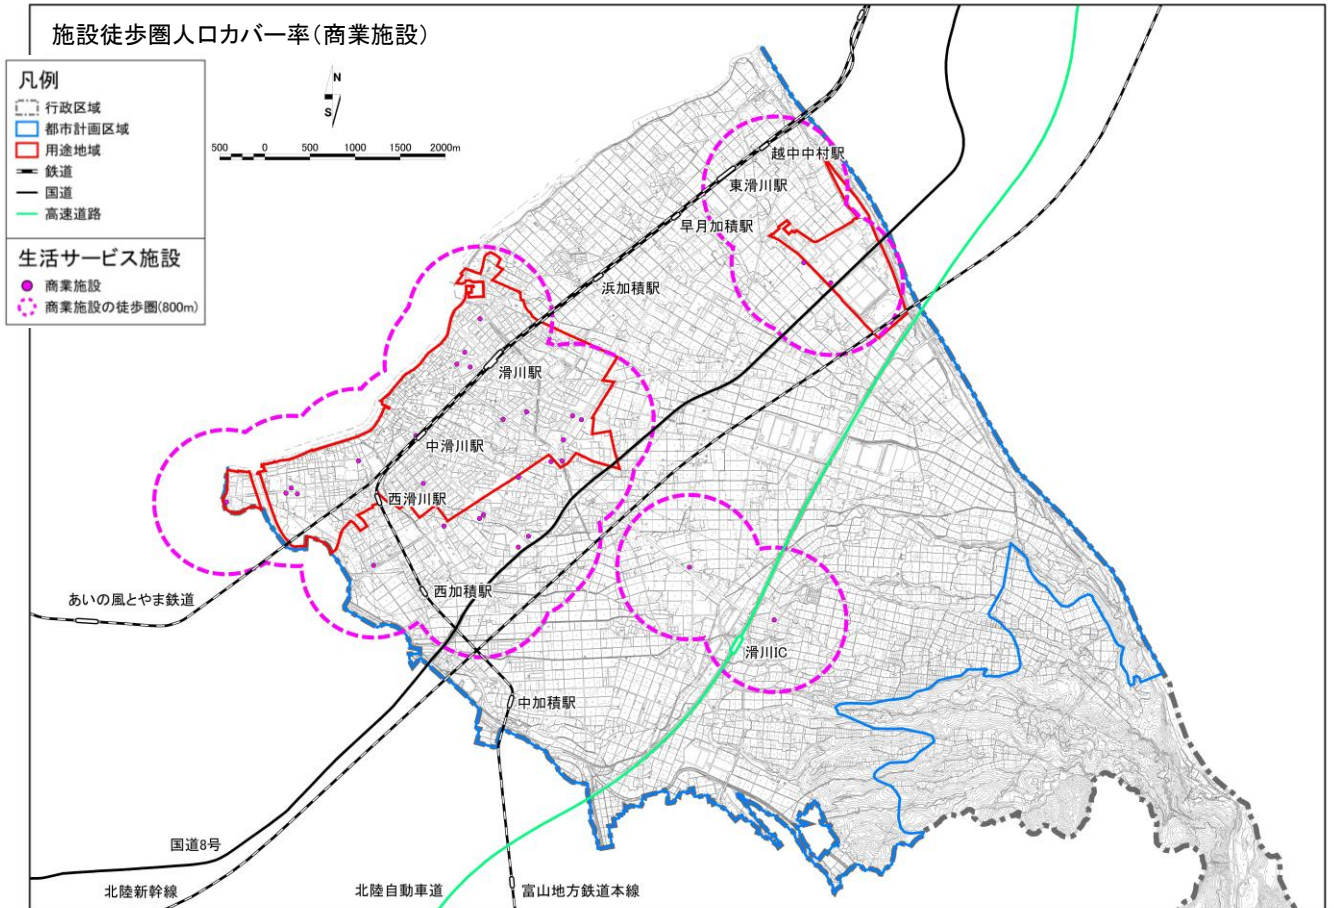 施設徒歩圏人口カバー率(商業施設)
凡例
行政区域
都市計画区域
用途地域
鉄道
国道
高速道路
生活サービス施設
商業施設
商業施設の徒歩圏(800m)
N
S
500 0 500 1000 1500 2000m
越中中村駅
東滑川駅
早月加積駅
浜加積駅
滑川駅
中滑川駅
西滑川駅
西加積駅
あいの風とやま鉄道
滑川IC
中加積駅
国道8号
北陸新幹線
北陸自動車道
富山地方鉄道本線